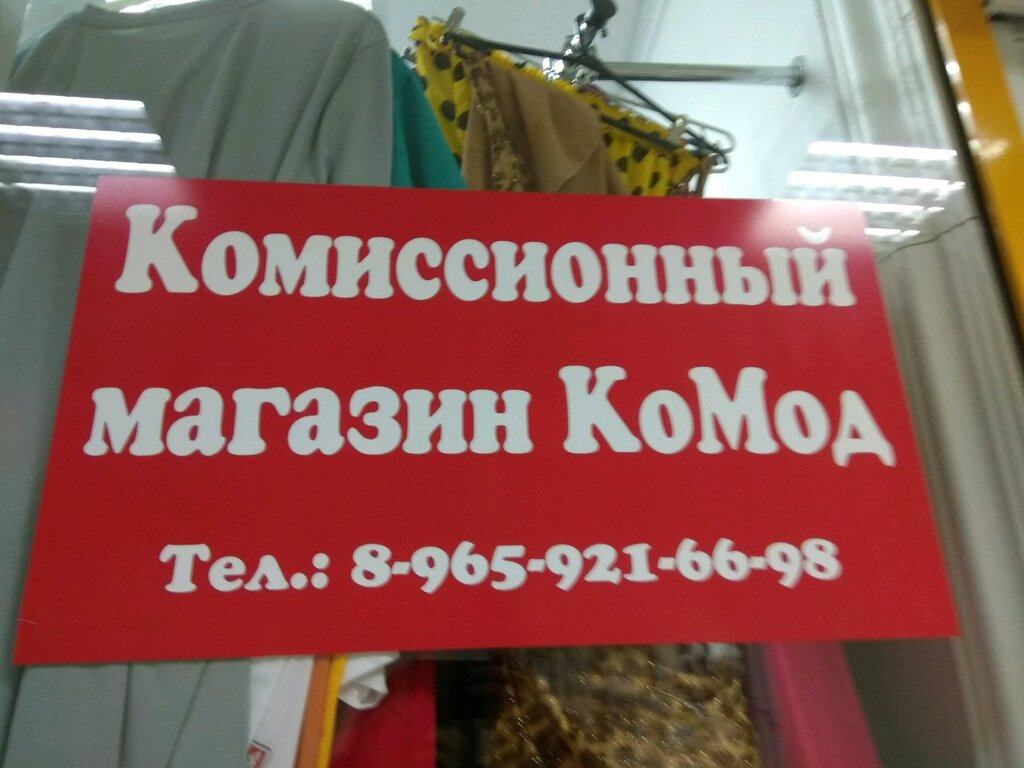 Комиссионный
магазин КоМод
Тел.: 8-965-921-66-98